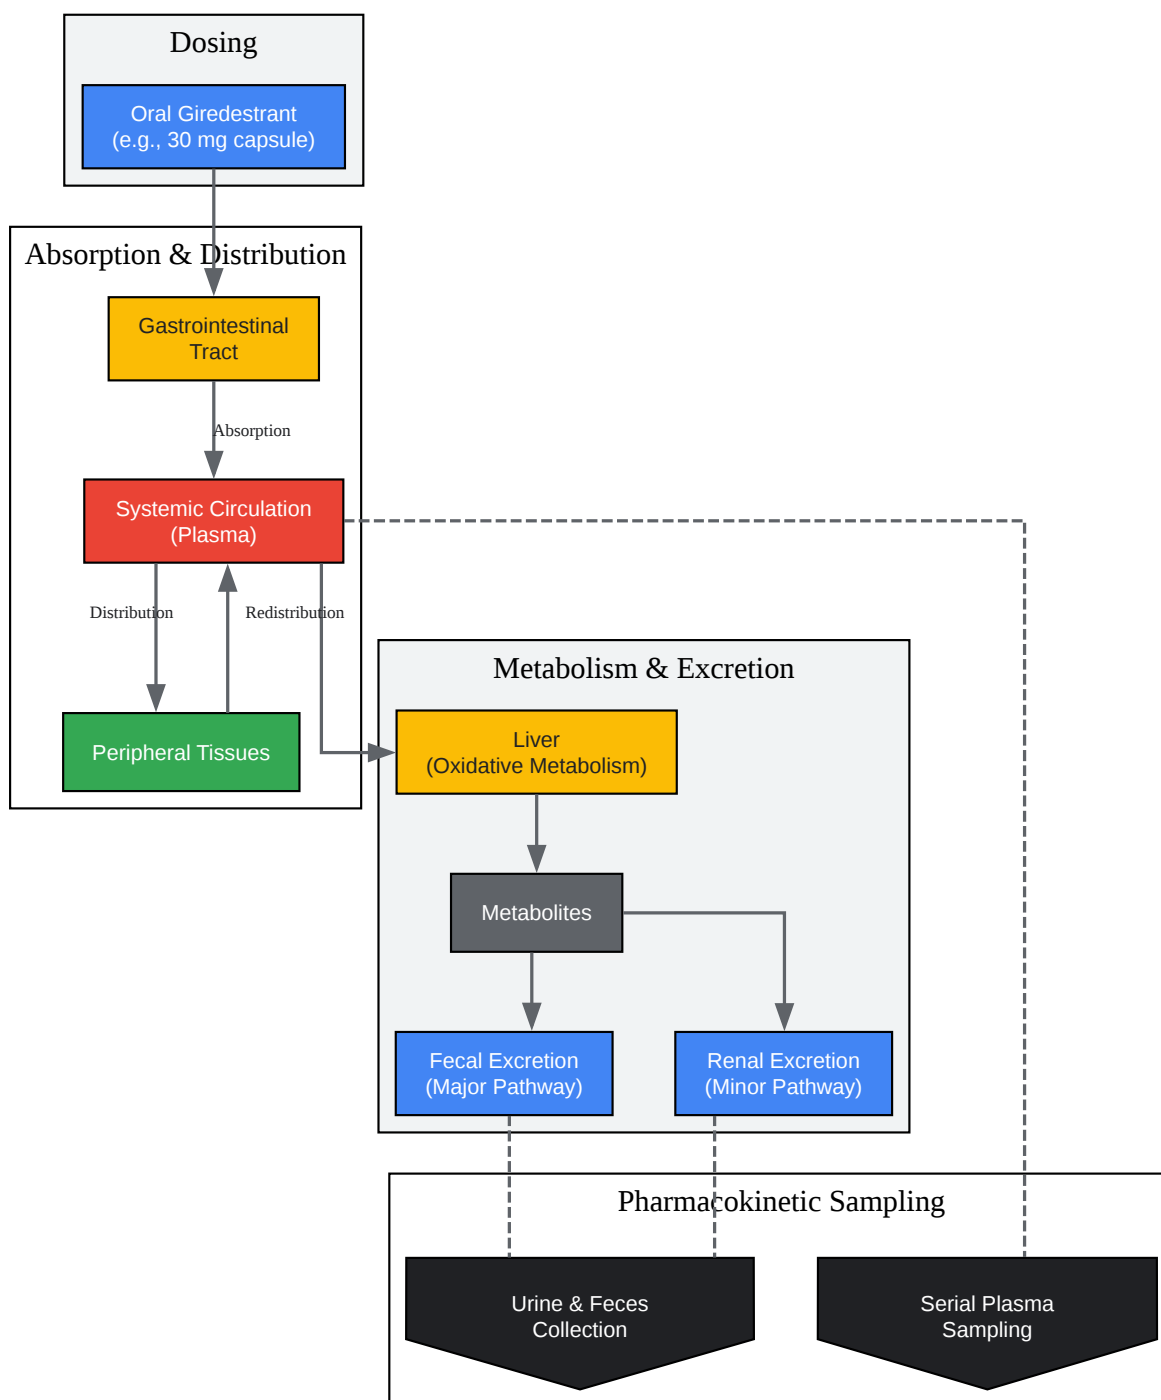 Dosing
Oral Giredestrant
(e.g., 30 mg capsule)
Absorption & Distribution
Gastrointestinal
Tract
Absorption
Systemic Circulation
(Plasma)
Distribution
Redistribution
Peripheral Tissues
Metabolism & Excretion
Liver
(Oxidative Metabolism)
Metabolites
Fecal Excretion
(Major Pathway)
Renal Excretion
(Minor Pathway)
Pharmacokinetic Sampling
Urine & Feces
Collection
Serial Plasma
Sampling